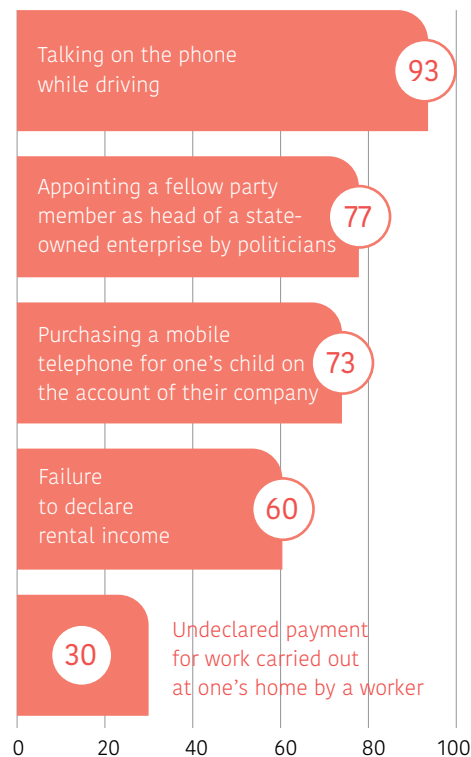 Talking on the phone
while driving
93
Appointing a fellow party
member as head of a state-
owned enterprise by politicians
77
Purchasing a mobile
telephone for one’s child on
the account of their company
73
Failure
to declare
rental income
60
30
Undeclared payment
for work carried out
at one’s home by a worker
0 20 40 60 80 100